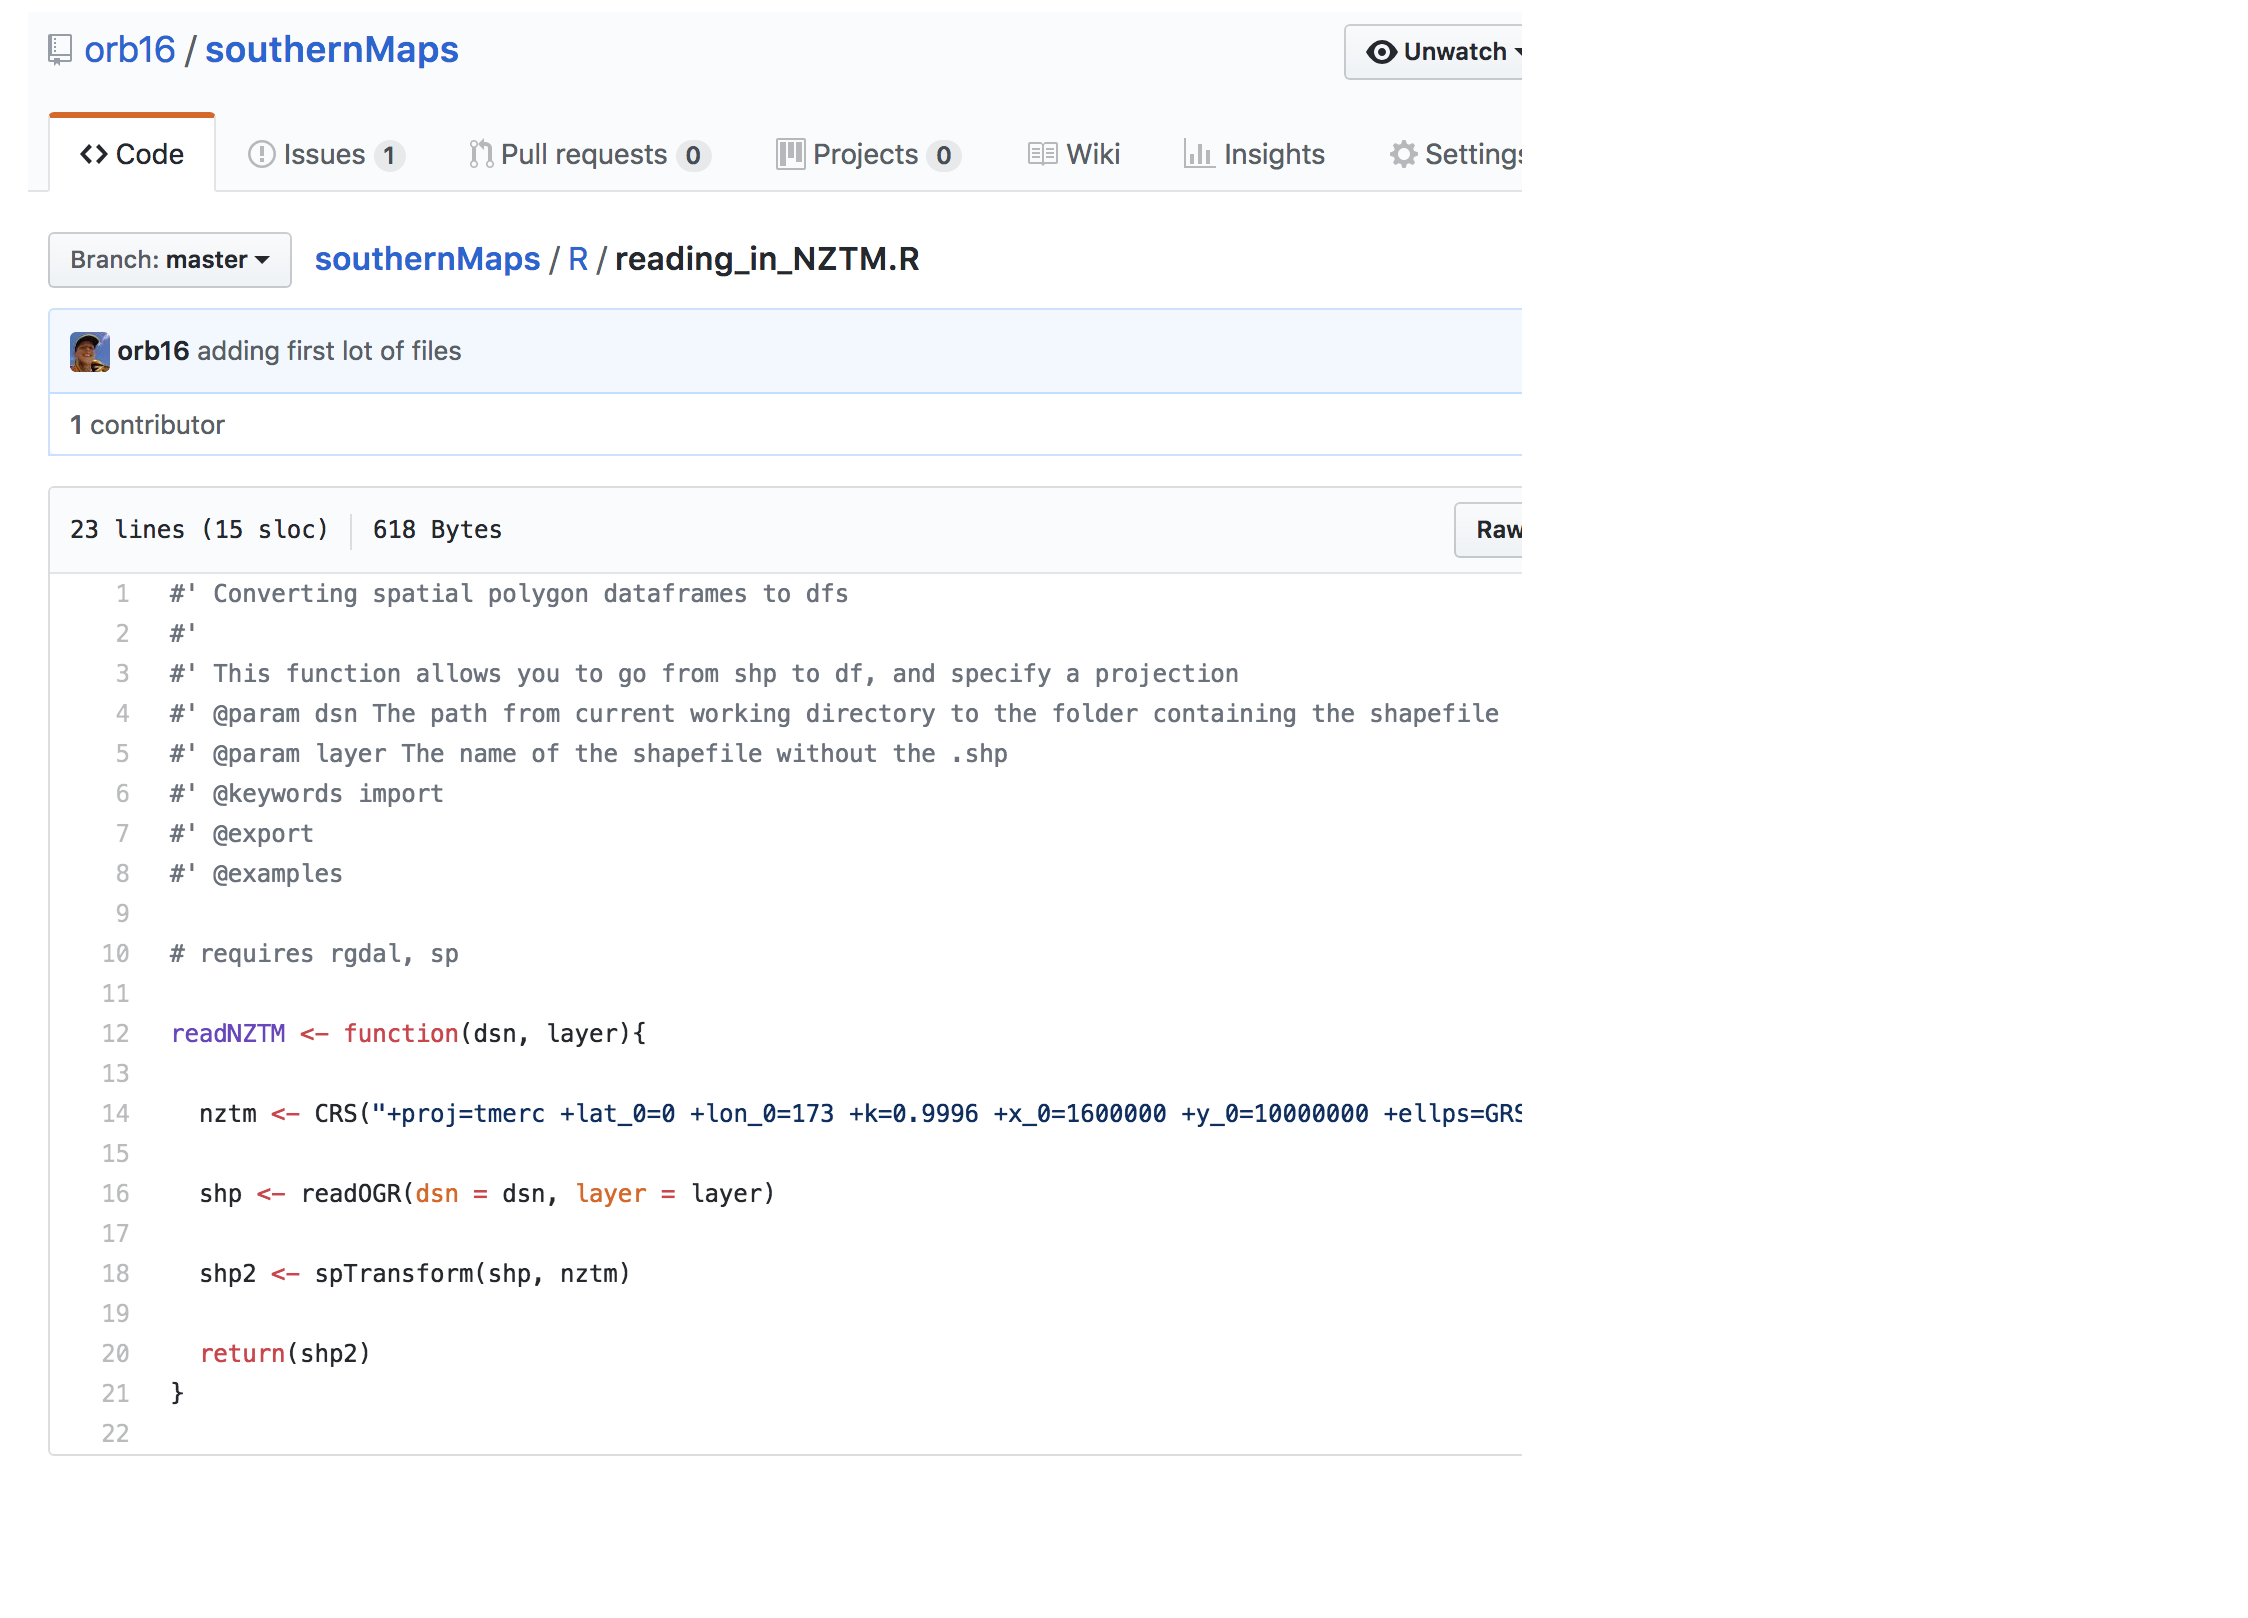 orb16 / southernMaps
Unwatch
Code Issues 1 Pull requests 0 Projects 0 Wiki Insights Settings
Branch: master southernMaps / R / reading_in_NZTM.R
orb16 adding first lot of files
1 contributor
23 lines (15 sloc) 618 Bytes
Raw
1 #' Converting spatial polygon dataframes to dfs
2 #'
3 #' This function allows you to go from shp to df, and specify a projection
4 #' @param dsn The path from current working directory to the folder containing the shapefile
5 #' @param layer The name of the shapefile without the .shp
6 #' @keywords import
7 #' @export
8 #' @examples
9
10 # requires rgdal, sp
11
12 readNZTM <- function(dsn, layer){
13
14 nztm <- CRS("+proj=tmerc +lat_0=0 +lon_0=173 +k=0.9996 +x_0=1600000 +y_0=10000000 +ellps=GRS
15
16 shp <- readOGR(dsn = dsn, layer = layer)
17
18 shp2 <- spTransform(shp, nztm)
19
20 return(shp2)
21 }
22